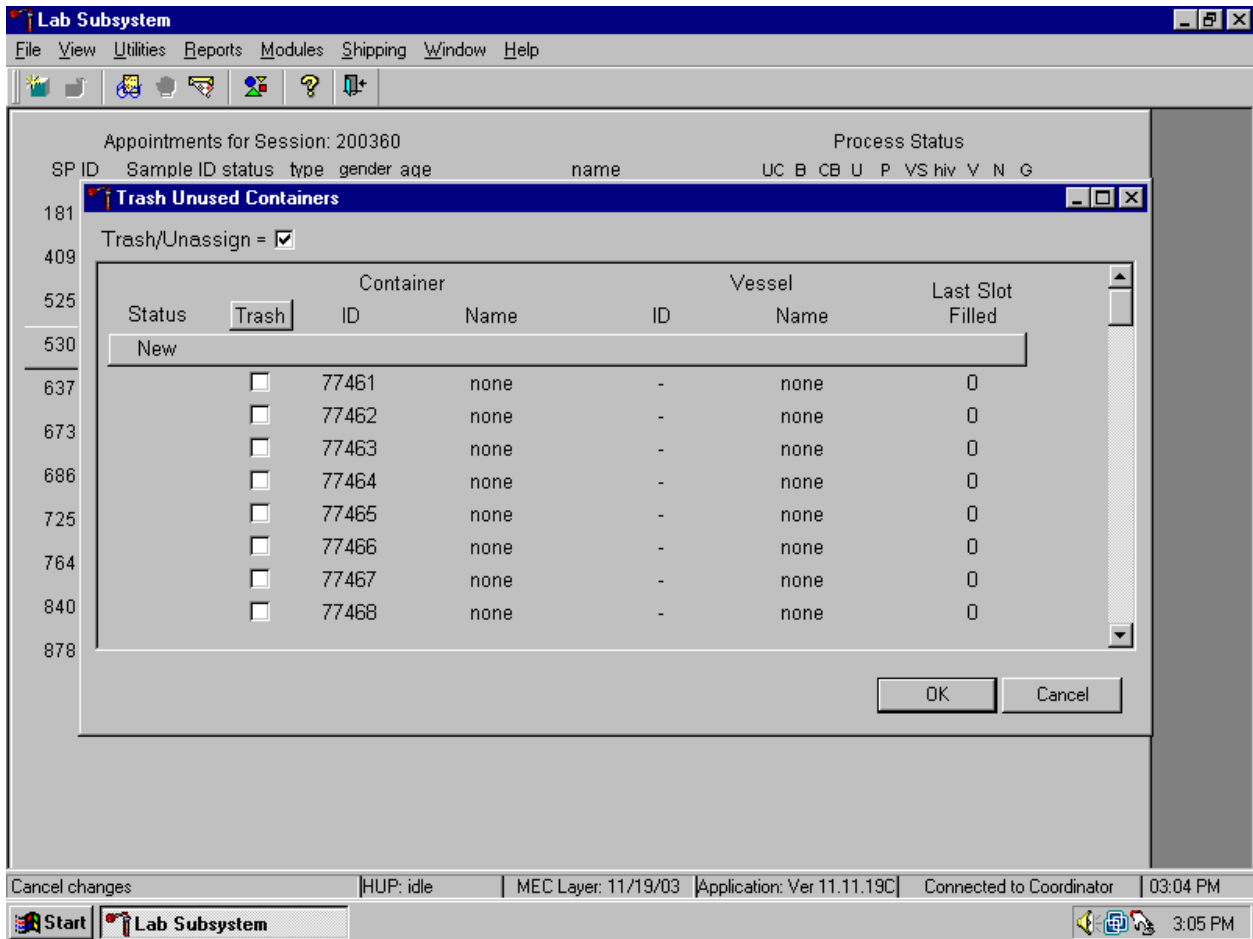 Lab Subsystem
File View Utilities Reports Modules Shipping Window Help
Appointments for Session: 200360 Process Status
SP ID Sample ID status type gender age name UC B CB U P VS hiv V N G
181
409
525
530
637
673
686
725
764
840
878
Trash Unused Containers
Trash/Unassign =
Container Vessel Last Slot
Status Trash ID Name ID Name Filled
New
77461 none - none 0
77462 none - none 0
77463 none - none 0
77464 none - none 0
77465 none - none 0
77466 none - none 0
77467 none - none 0
77468 none - none 0
OK Cancel
Cancel changes HUP: idle MEC Layer: 11/19/03 Application: Ver 11.11.19C Connected to Coordinator 03:04 PM
Start Lab Subsystem 3:05 PM